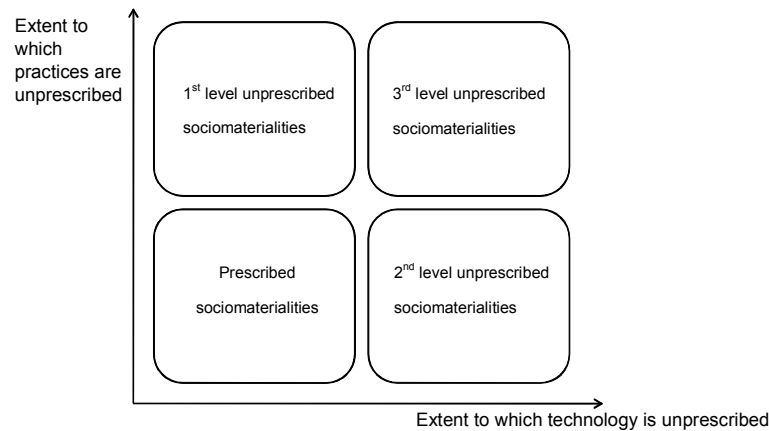 Extent to
which
practices are
unprescribed
1st level unprescribed
sociomaterialities
3rd level unprescribed
sociomaterialities
Prescribed
sociomaterialities
2nd level unprescribed
sociomaterialities
Extent to which technology is unprescribed